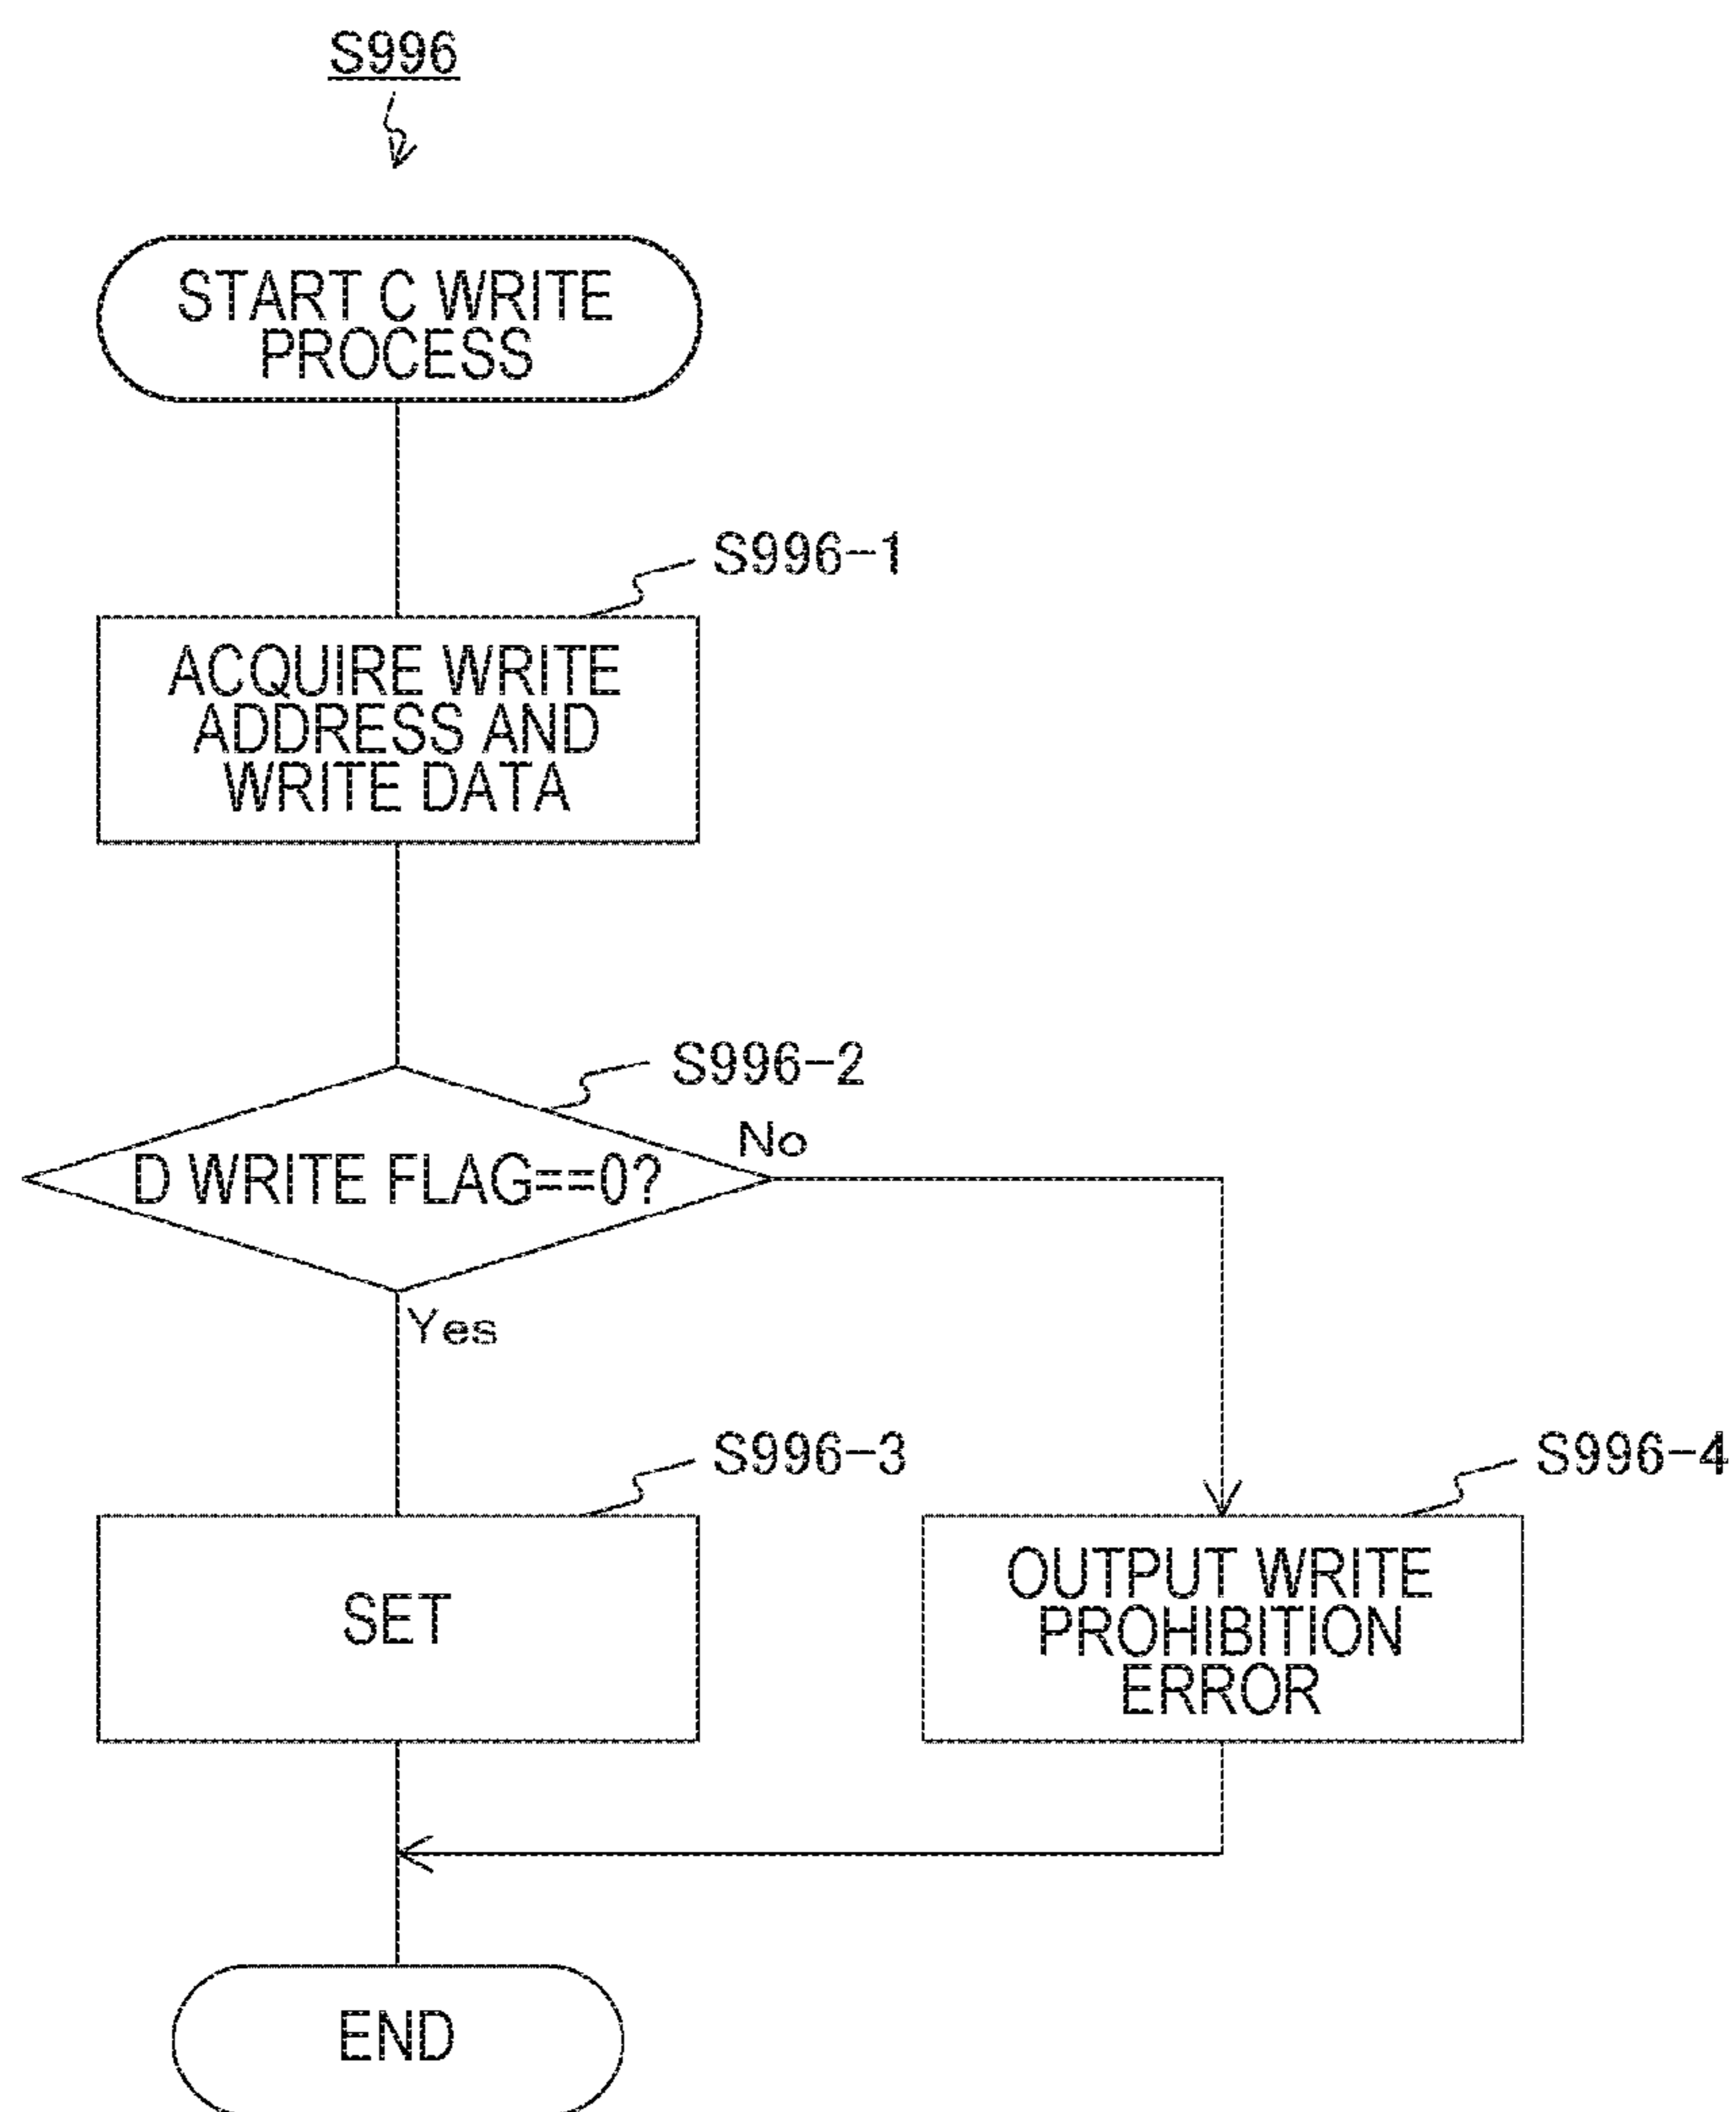 S996
START C WRITE
PROCESS
S996-1
ACQUIRE WRITE
ADDRESS AND
WRITE DATA
S996-2
D WRITE FLAG==0?
No
Yes
S996-3
SET
S996-4
OUTPUT WRITE
PROHIBITION
ERROR
END